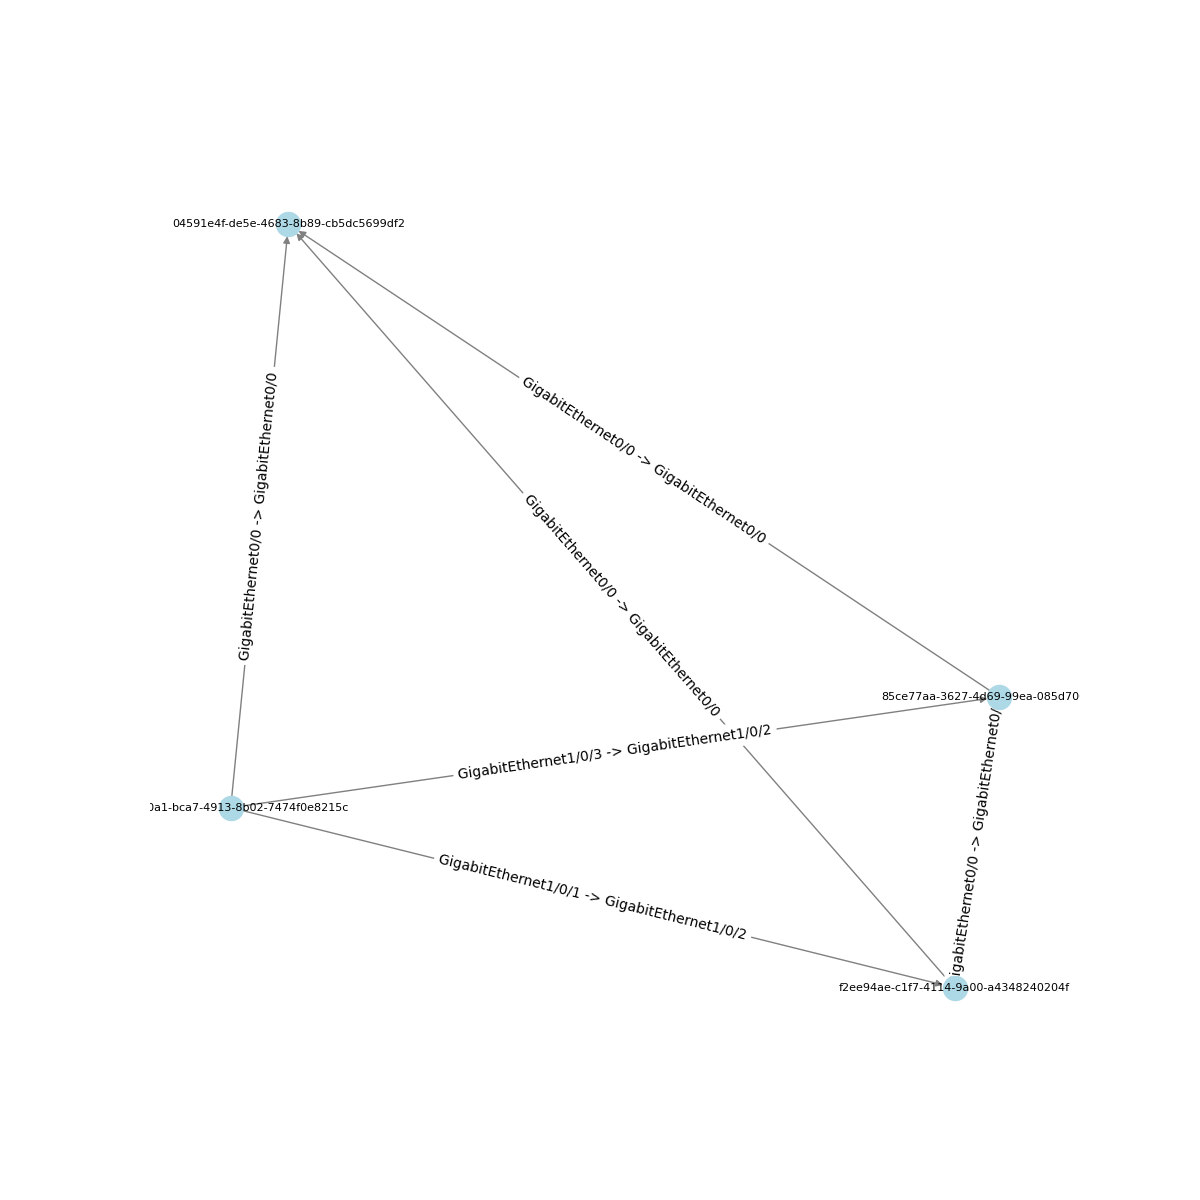 04591e4f-de5e-4683-8b89-cb5dc5699df2
GigabitEthernet0/0 -> GigabitEthernet0/0
GigabitEthernet0/0 -> GigabitEthernet0/0
GigabitEthernet0/0 -> GigabitEthernet0/0
85ce77aa-3627-4d69-99ea-085d70
GigabitEthernet1/0/3 -> GigabitEthernet1/0/2
a1-bca7-4913-8b02-7474f0e8215c
igabitEthernet0/0 -> GigabitEthernet0/
GigabitEthernet1/0/1 -> GigabitEthernet1/0/2
f2ee94ae-c1f7-4114-9a00-a4348240204f